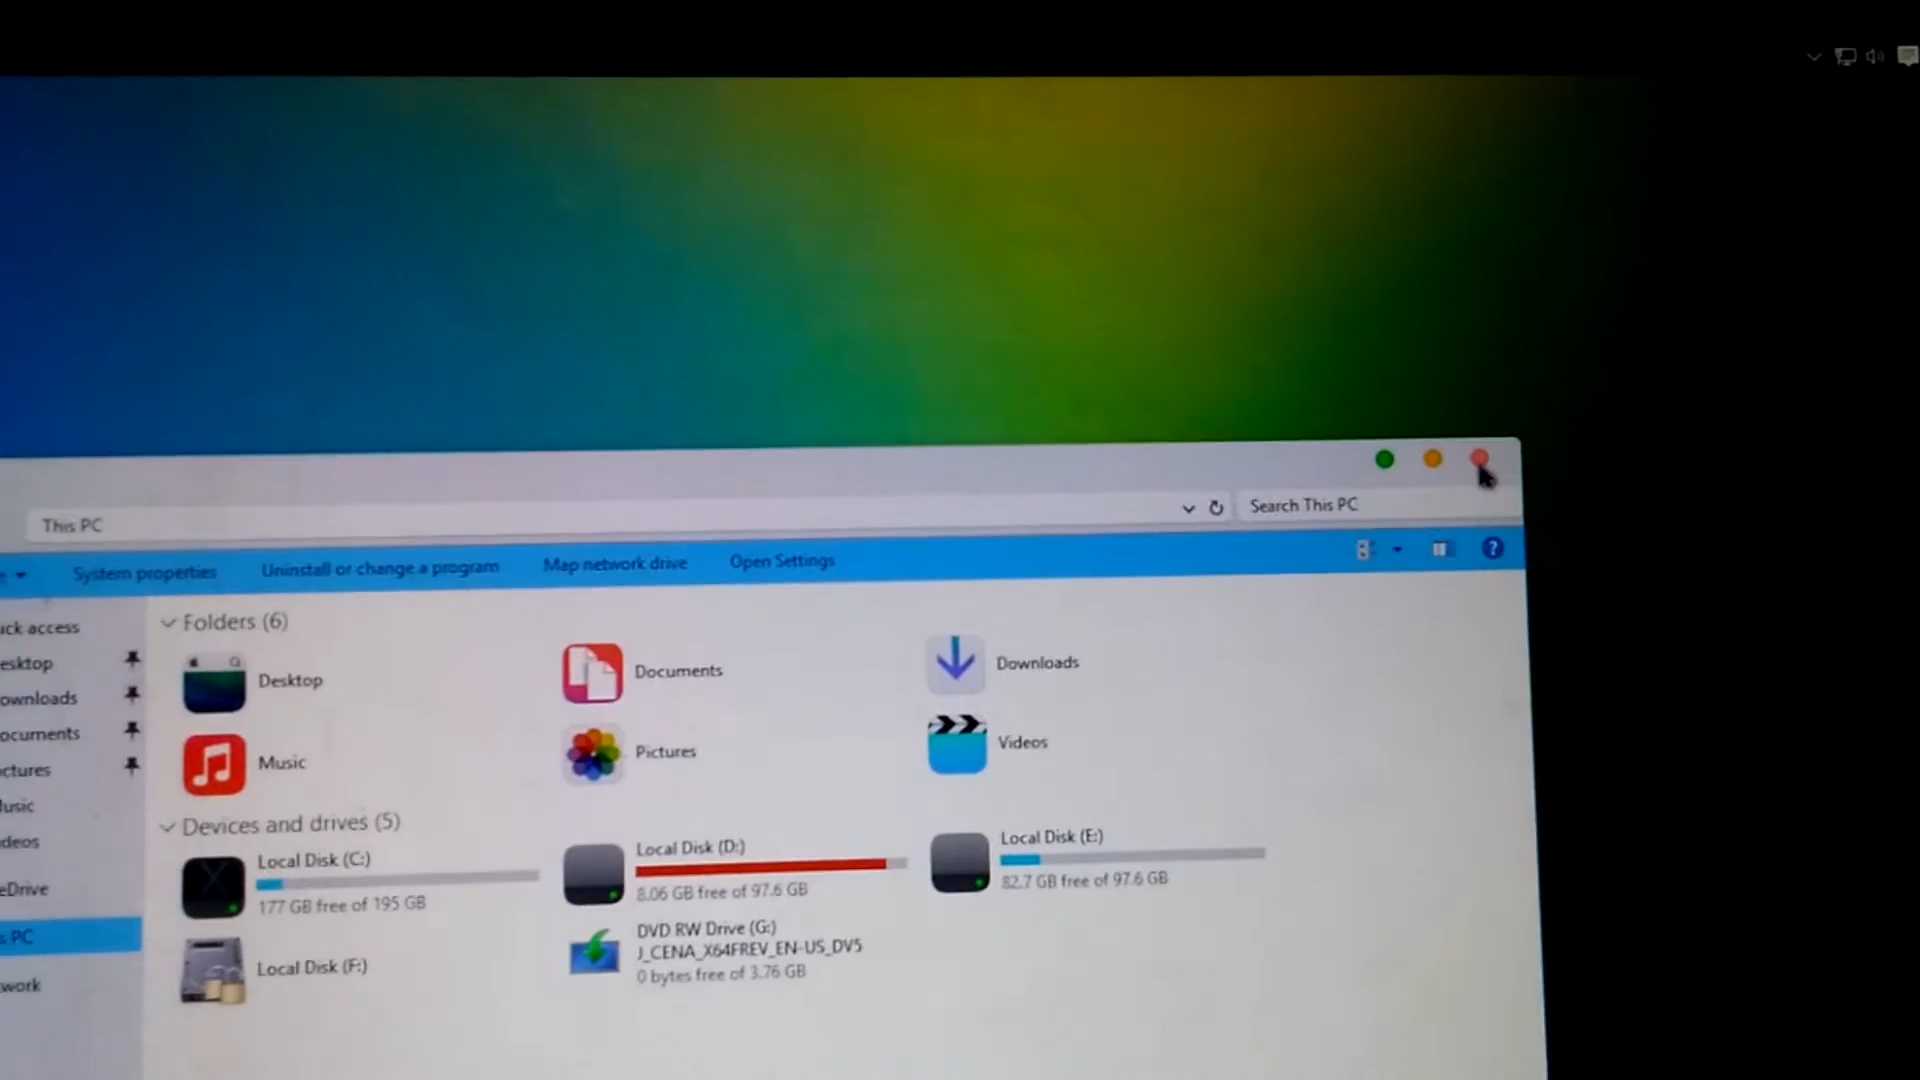 This PC
Search This PC
System properties Uninstall or change a program Map network drive Open Settings
?
Folders (6)
Desktop
Documents
Downloads
Music
Pictures
Videos
Devices and drives (5)
Local Disk (C:)
177 GB free of 195 GB
Local Disk (D:)
8.06 GB free of 97.6 GB
Local Disk (E:)
82.7 GB free of 97.6 GB
Local Disk (F:)
DVD RW Drive (G:)
J_CENA_X64FREV_EN-US_DV5
0 bytes free of 3.76 GB
ick access
esktop
ownloads
ocuments
ctures
usic
deos
eDrive
s PC
work